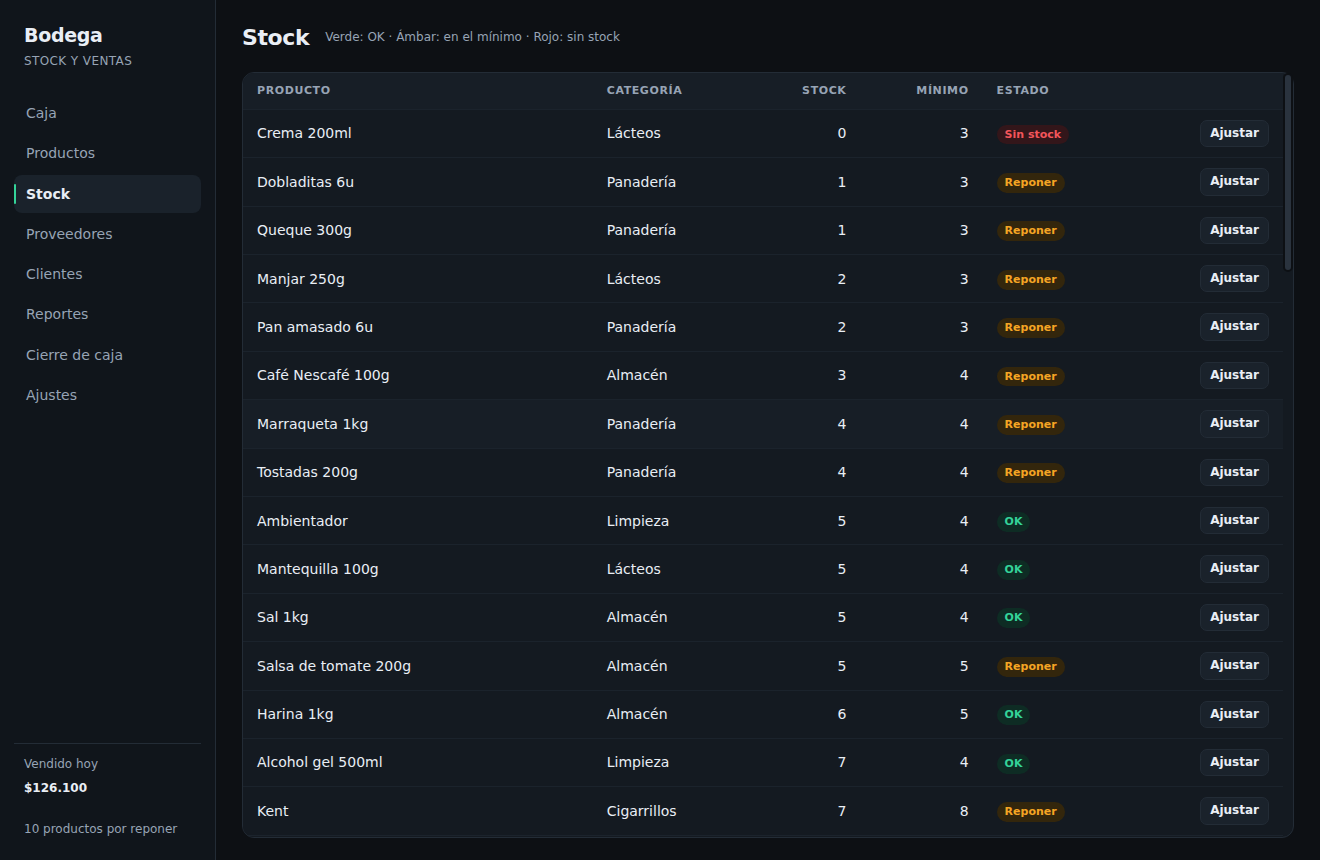 Bodega
STOCK Y VENTAS
Caja
Productos
Stock
Proveedores
Clientes
Reportes
Cierre de caja
Ajustes
Vendido hoy
$126.100
10 productos por reponer
Stock Verde: OK · Ámbar: en el mínimo · Rojo: sin stock
PRODUCTO CATEGORÍA STOCK MÍNIMO ESTADO
Crema 200ml Lácteos 0 3 Sin stock Ajustar
Dobladitas 6u Panadería 1 3 Reponer Ajustar
Queque 300g Panadería 1 3 Reponer Ajustar
Manjar 250g Lácteos 2 3 Reponer Ajustar
Pan amasado 6u Panadería 2 3 Reponer Ajustar
Café Nescafé 100g Almacén 3 4 Reponer Ajustar
Marraqueta 1kg Panadería 4 4 Reponer Ajustar
Tostadas 200g Panadería 4 4 Reponer Ajustar
Ambientador Limpieza 5 4 OK Ajustar
Mantequilla 100g Lácteos 5 4 OK Ajustar
Sal 1kg Almacén 5 4 OK Ajustar
Salsa de tomate 200g Almacén 5 5 Reponer Ajustar
Harina 1kg Almacén 6 5 OK Ajustar
Alcohol gel 500ml Limpieza 7 4 OK Ajustar
Kent Cigarrillos 7 8 Reponer Ajustar